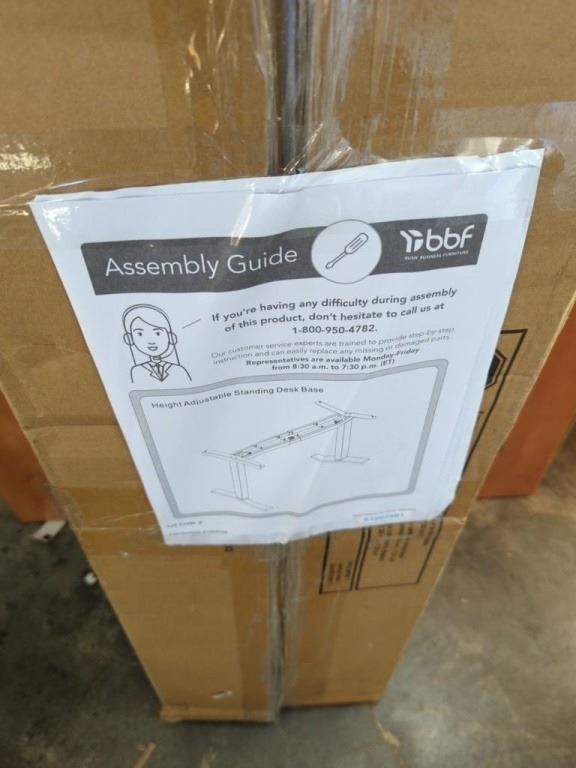 Assembly Guide
bbf
BUSH BUSINESS FURNITURE
If you're having any difficulty during assembly
of this product, don't hesitate to call us at
1-800-950-4782.
Our customer service experts are trained to provide step-by-step
instruction and can easily replace any missing or damaged parts.
Representatives are available Monday-Friday
from 8:30 a.m. to 7:30 p.m. (ET)
Height Adjustable Standing Desk Base
Lot Code #